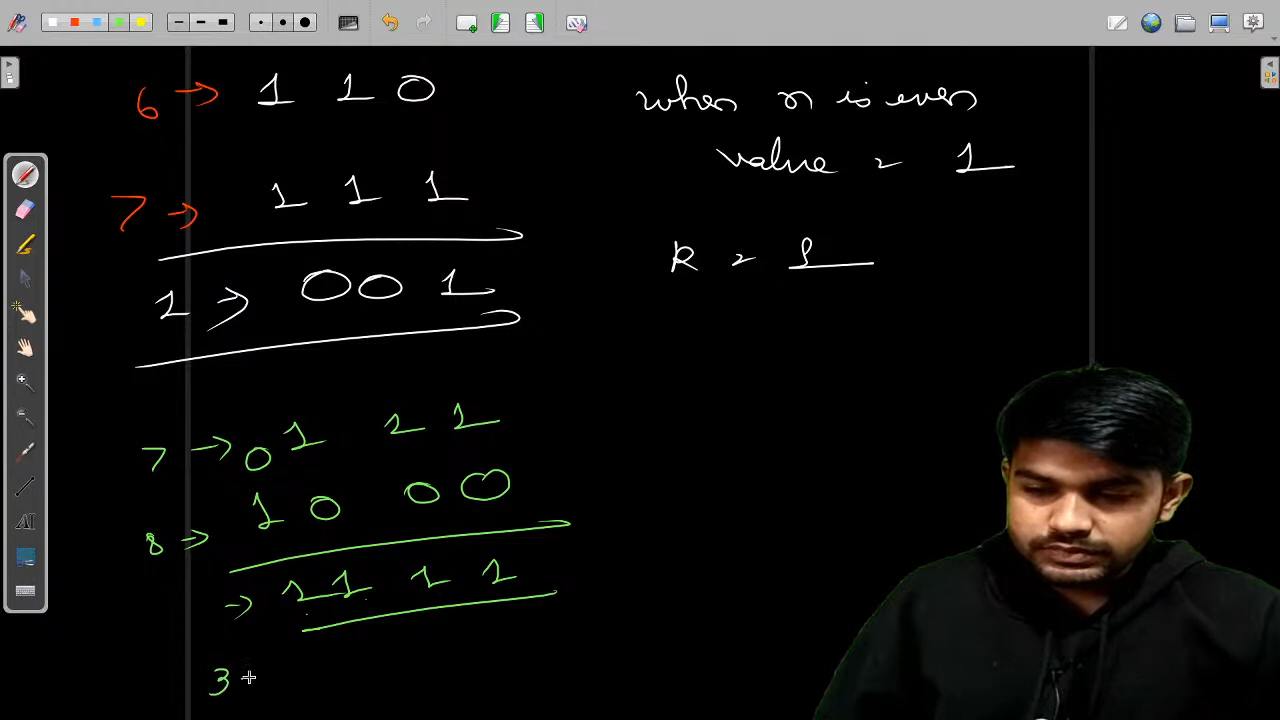 6 → 1 1 0
7 → 1 1 1
1 → 0 0 1
when n is even
value = 1
k = 1
7 → 0 1 1 1
8 → 1 0 0 0
→ 1 1 1 1
3